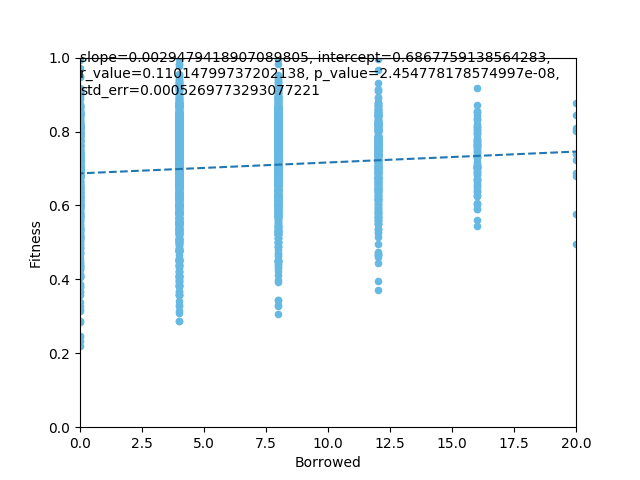 slope=0.0029479418907089805, intercept=0.6867759138564283,
r_value=0.11014799737202138, p_value=2.454778178574997e-08,
std_err=0.0005269773293077221
1.0
0.8
0.6
0.4
0.2
0.0
Fitness
0.0 2.5 5.0 7.5 10.0 12.5 15.0 17.5 20.0
Borrowed